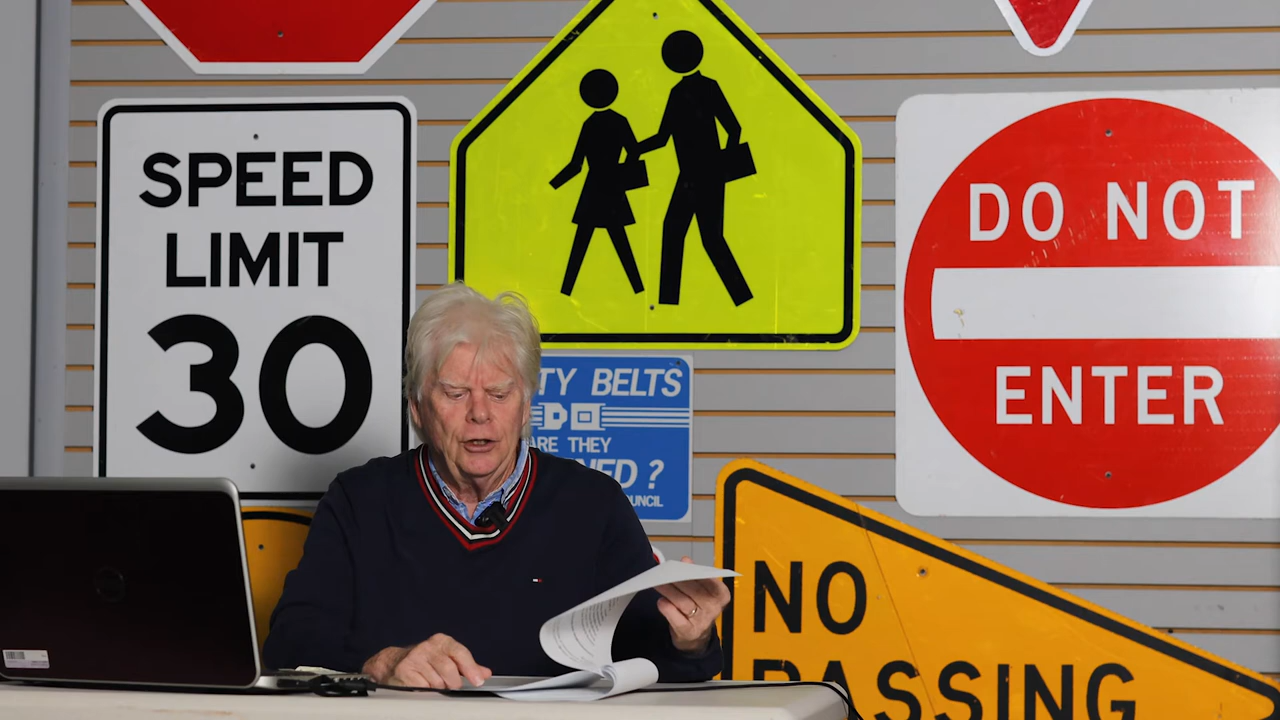 SPEED
LIMIT
30
DO NOT
ENTER
TY BELTS
ARE THEY
ED ?
UNCIL
NO
PASSING